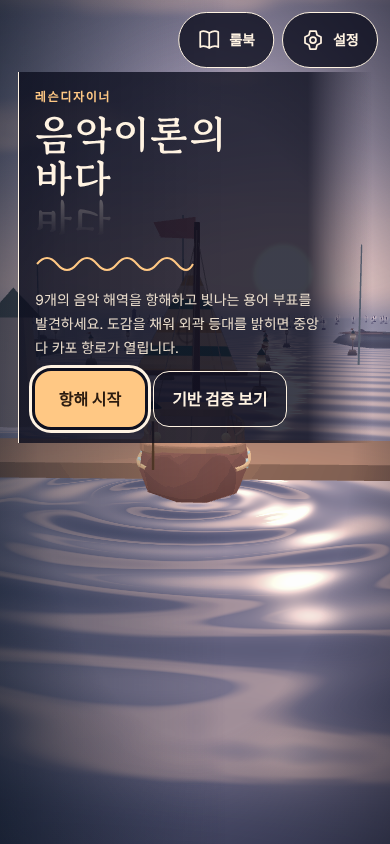 룰북
설정
레슨디자이너
음악이론의
바다
9개의 음악 해역을 항해하고 빛나는 용어 부표를
발견하세요. 도감을 채워 외곽 등대를 밝히면 중앙
다 카포 항로가 열립니다.
항해 시작
기반 검증 보기